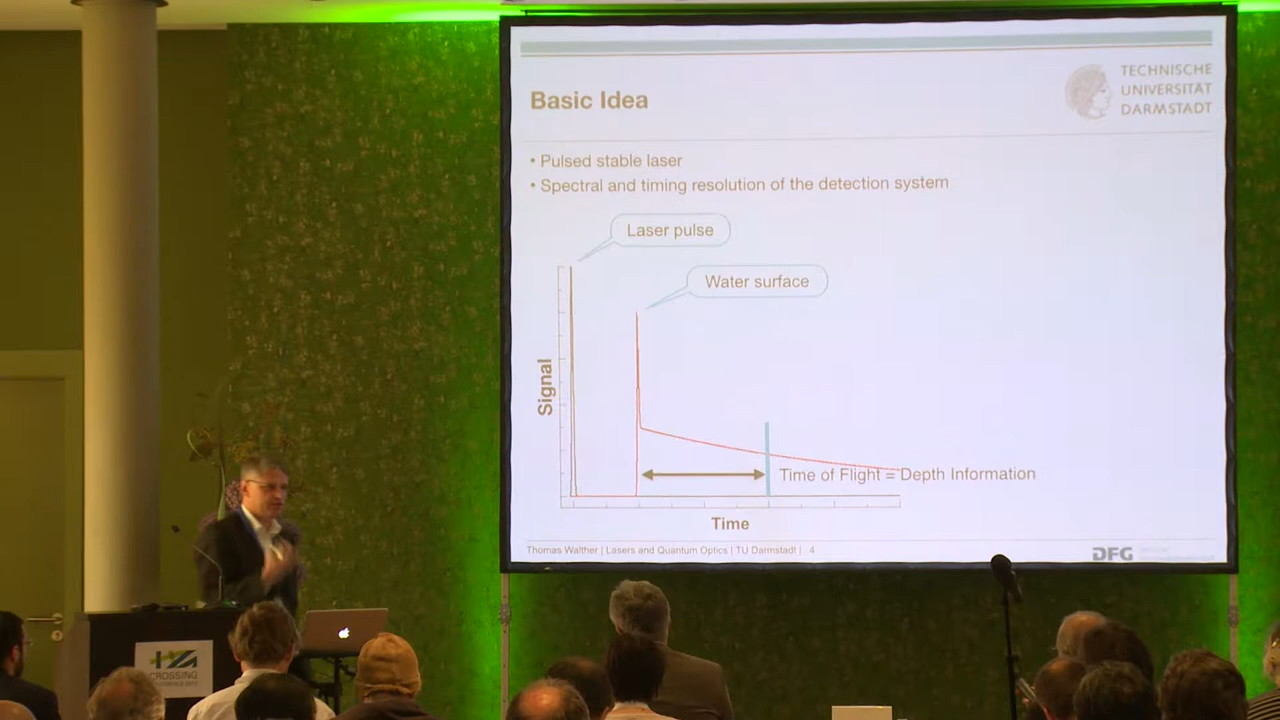 Basic Idea
TECHNISCHE
UNIVERSITÄT
DARMSTADT
• Pulsed stable laser
• Spectral and timing resolution of the detection system
Laser pulse
Water surface
Signal
Time of Flight = Depth Information
Time
Thomas Walther | Lasers and Quantum Optics | TU Darmstadt | 4
DFG
CROSSING